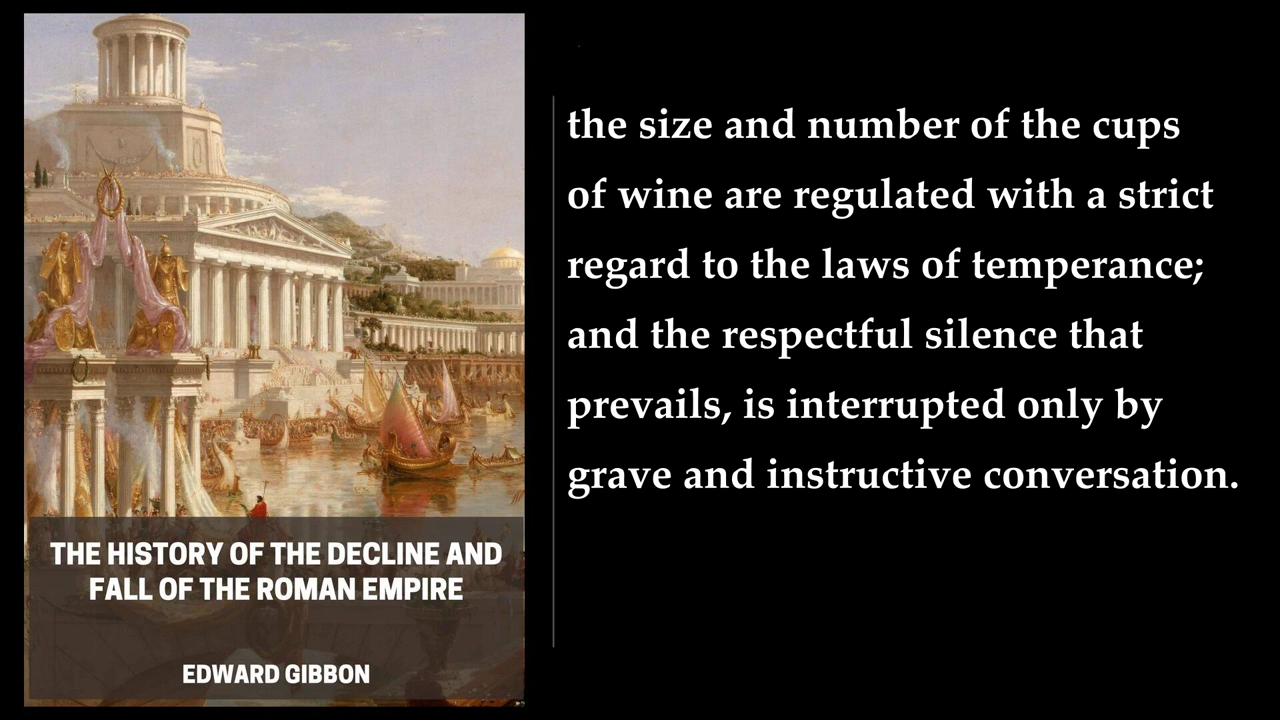 THE HISTORY OF THE DECLINE AND
FALL OF THE ROMAN EMPIRE
EDWARD GIBBON
the size and number of the cups
of wine are regulated with a strict
regard to the laws of temperance;
and the respectful silence that
prevails, is interrupted only by
grave and instructive conversation.